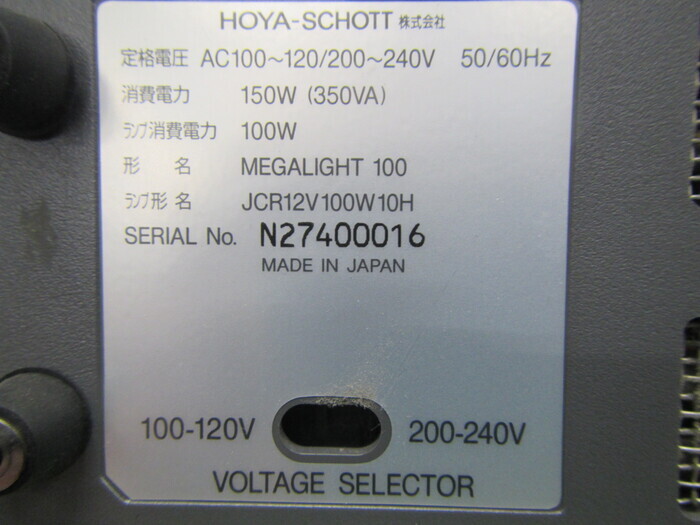 HOYA-SCHOTT 株式会社
定格電圧 AC100~120/200~240V 50/60Hz
消費電力 150W (350VA)
ランプ消費電力 100W
形 名 MEGALIGHT 100
ランプ形名 JCR12V100W10H
SERIAL No. N27400016
MADE IN JAPAN
100-120V 200-240V
VOLTAGE SELECTOR